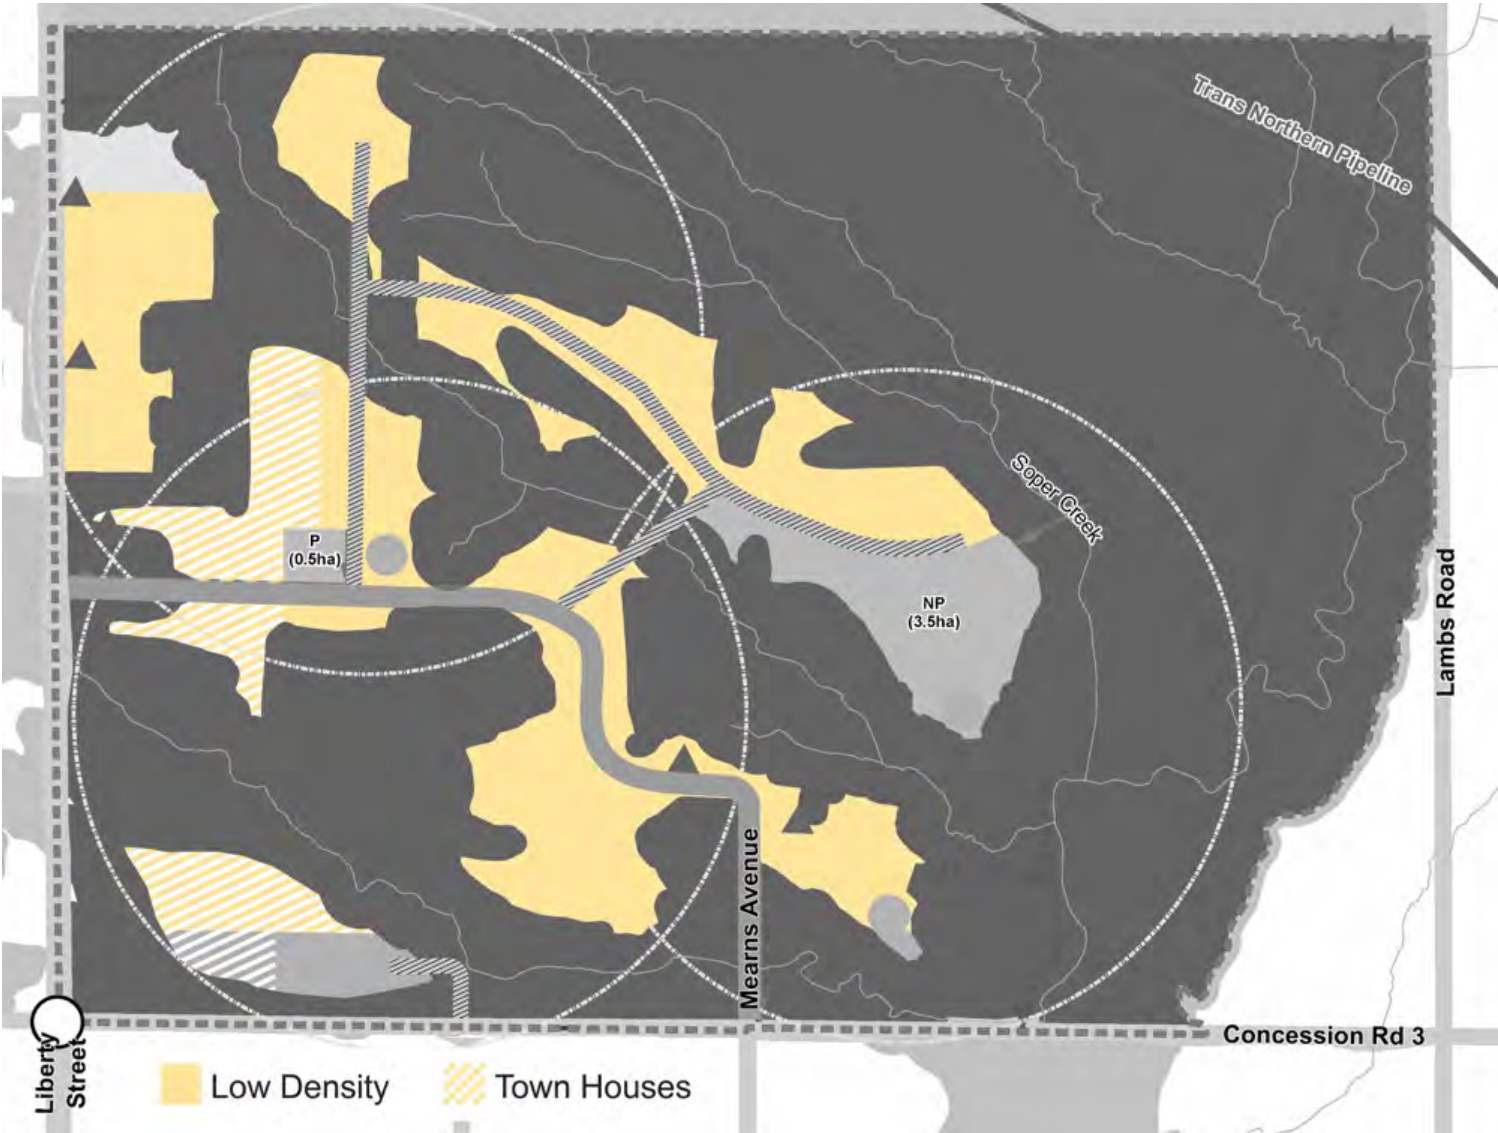 Trans Northern Pipeline
Soper Creek
P
(0.5ha)
NP
(3.5ha)
Lambs Road
Mearns Avenue
Concession Rd 3
Liberty
Street
Low Density
Town Houses